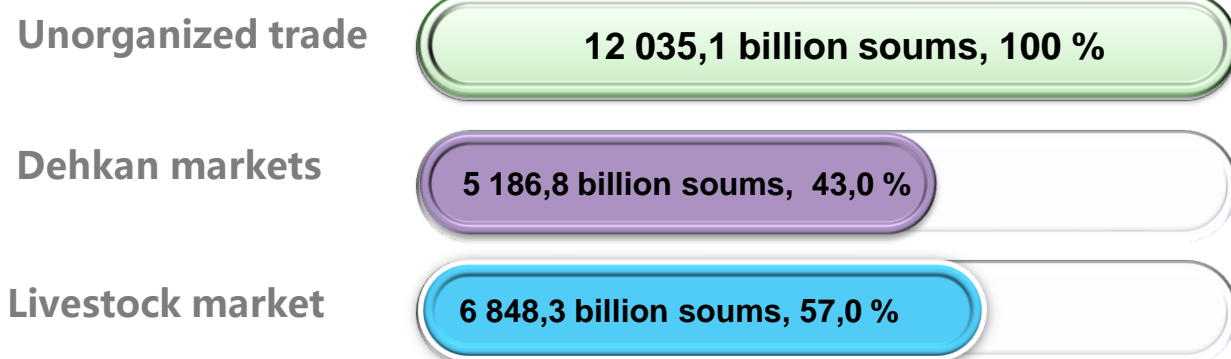 Unorganized trade
12 035,1 billion soums, 100 %
Dehkan markets
5 186,8 billion soums, 43,0 %
Livestock market
6 848,3 billion soums, 57,0 %